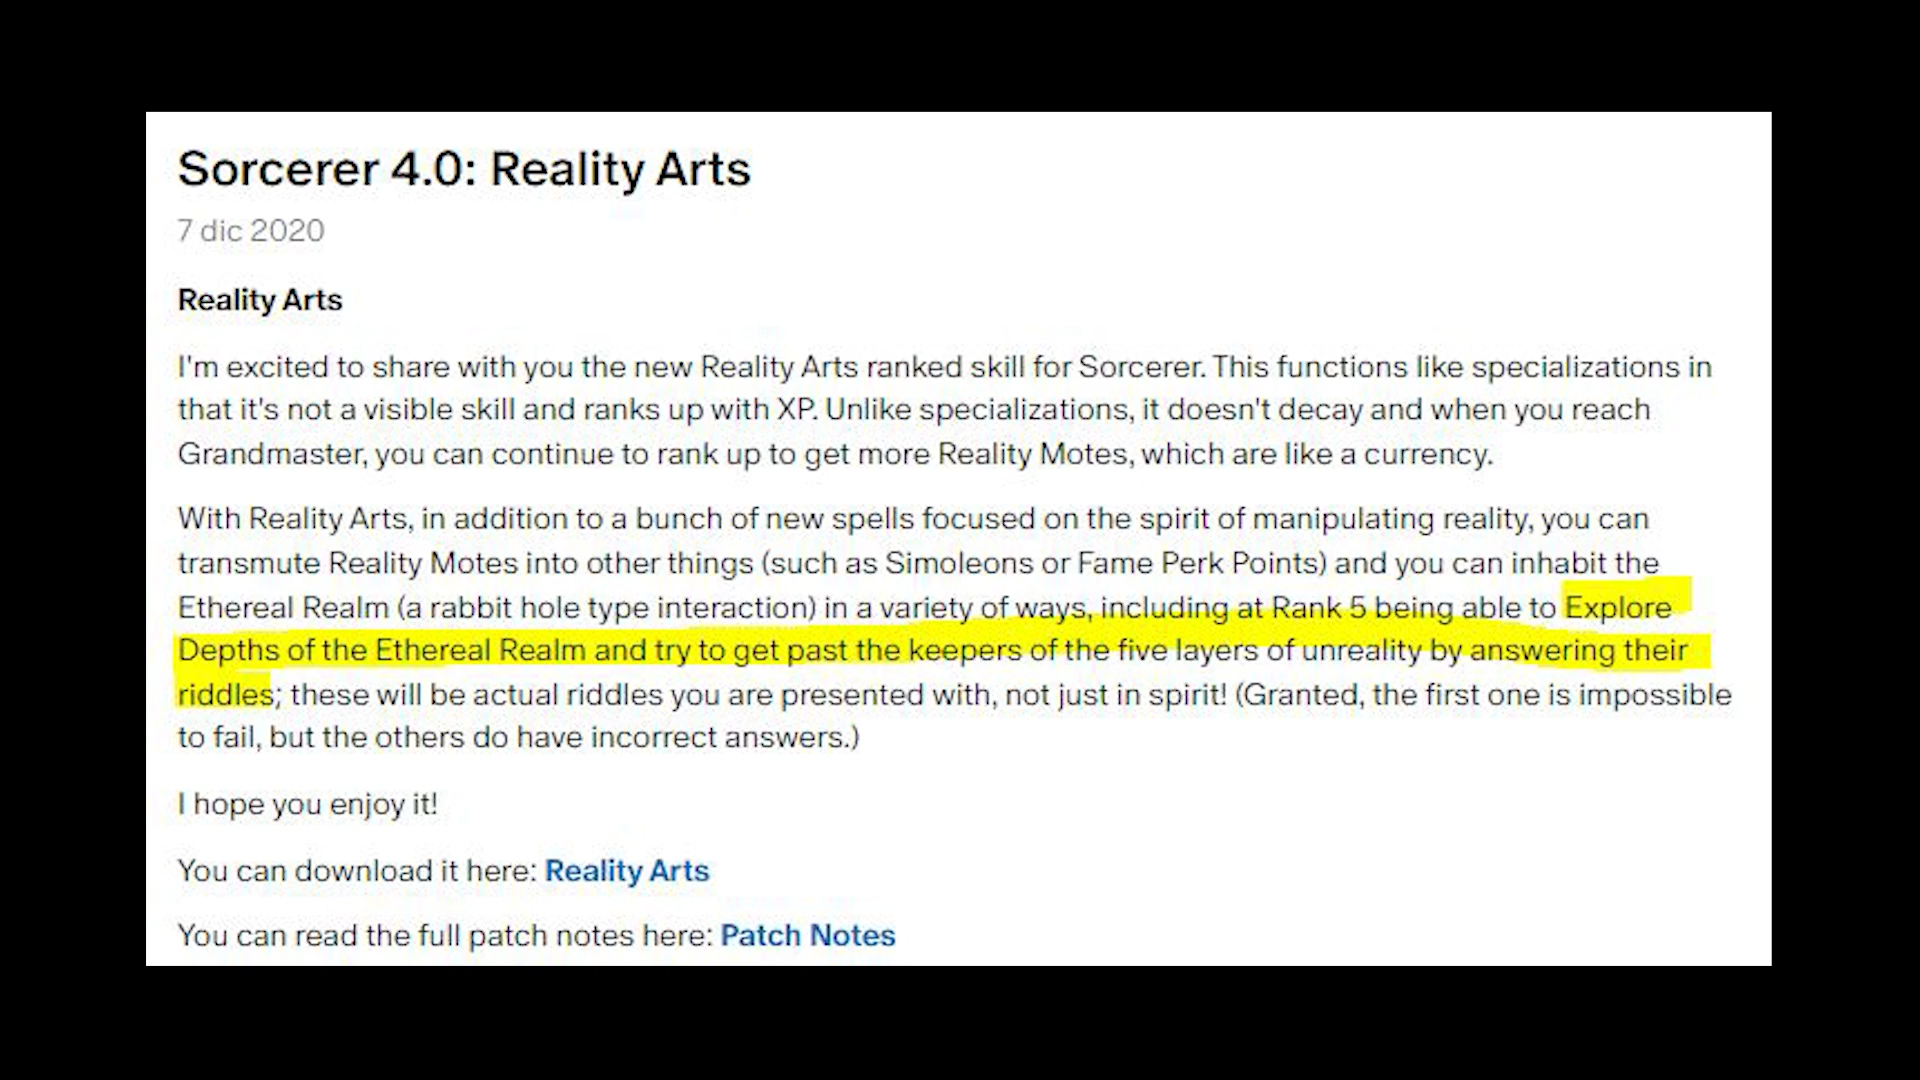 Sorcerer 4.0: Reality Arts
7 dic 2020
Reality Arts
I'm excited to share with you the new Reality Arts ranked skill for Sorcerer. This functions like specializations in
that it's not a visible skill and ranks up with XP. Unlike specializations, it doesn't decay and when you reach
Grandmaster, you can continue to rank up to get more Reality Motes, which are like a currency.
With Reality Arts, in addition to a bunch of new spells focused on the spirit of manipulating reality, you can
transmute Reality Motes into other things (such as Simoleons or Fame Perk Points) and you can inhabit the
Ethereal Realm (a rabbit hole type interaction) in a variety of ways, including at Rank 5 being able to Explore
Depths of the Ethereal Realm and try to get past the keepers of the five layers of unreality by answering their
riddles; these will be actual riddles you are presented with, not just in spirit! (Granted, the first one is impossible
to fail, but the others do have incorrect answers.)
I hope you enjoy it!
You can download it here: Reality Arts
You can read the full patch notes here: Patch Notes